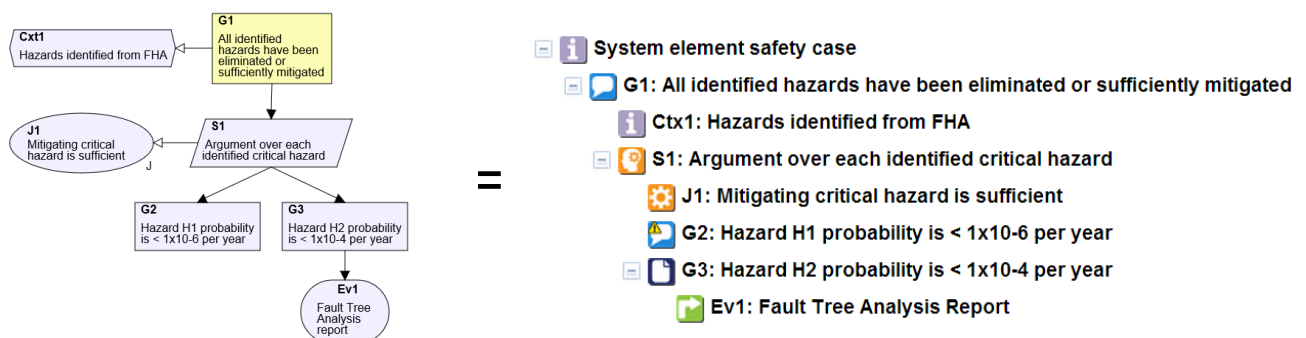 Cxt1
Hazards identified from FHA
G1
All identified
hazards have been
eliminated or
sufficiently mitigated
J1
Mitigating critical
hazard is sufficient
J
S1
Argument over each
identified critical hazard
G2
Hazard H1 probability
is < 1x10-6 per year
G3
Hazard H2 probability
is < 1x10-4 per year
Ev1
Fault Tree
Analysis
report
=
System element safety case
G1: All identified hazards have been eliminated or sufficiently mitigated
Ctx1: Hazards identified from FHA
S1: Argument over each identified critical hazard
J1: Mitigating critical hazard is sufficient
G2: Hazard H1 probability is < 1x10-6 per year
G3: Hazard H2 probability is < 1x10-4 per year
Ev1: Fault Tree Analysis Report